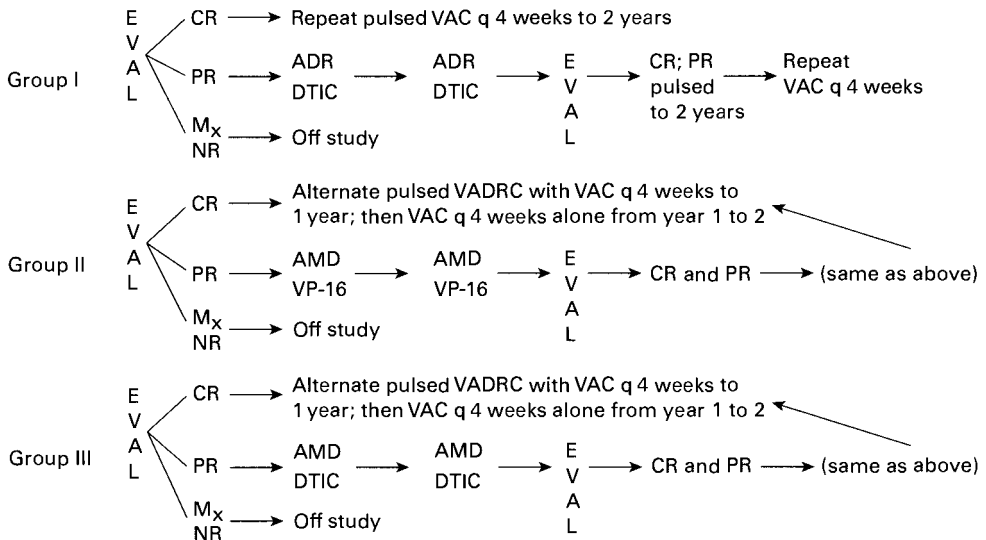 Group I
E
V
A
L
CR
Repeat pulsed VAC q 4 weeks to 2 years
PR
ADR
DTIC
ADR
DTIC
E
V
A
L
CR; PR
pulsed
to 2 years
Repeat
VAC q 4 weeks
Mx
NR
Off study
Group II
E
V
A
L
CR
Alternate pulsed VADRC with VAC q 4 weeks to
1 year; then VAC q 4 weeks alone from year 1 to 2
PR
AMD
VP-16
AMD
VP-16
E
V
A
L
CR and PR
(same as above)
Mx
NR
Off study
Group III
E
V
A
L
CR
Alternate pulsed VADRC with VAC q 4 weeks to
1 year; then VAC q 4 weeks alone from year 1 to 2
PR
AMD
DTIC
AMD
DTIC
E
V
A
L
CR and PR
(same as above)
Mx
NR
Off study